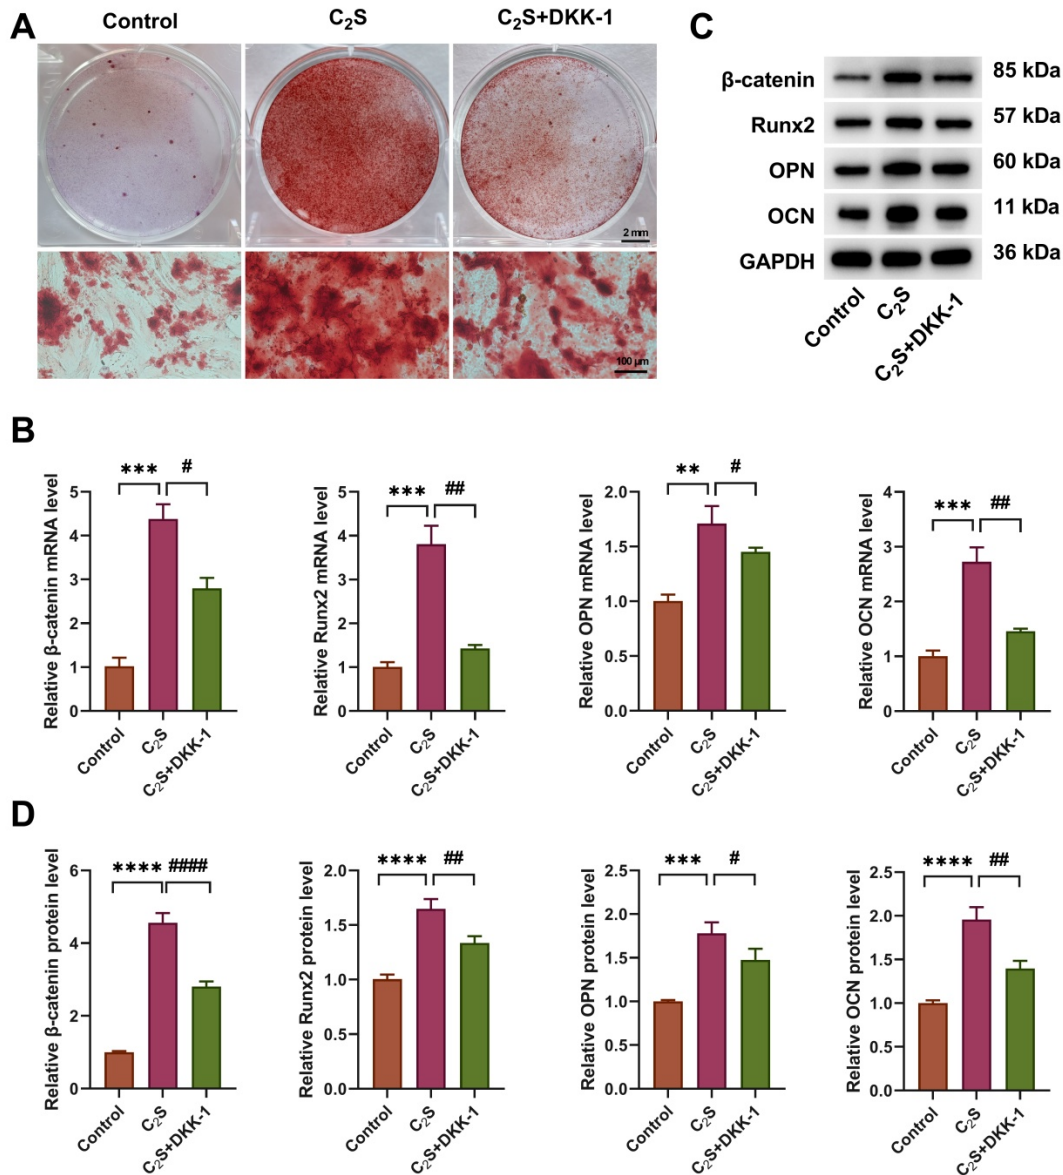 A
Control
C₂S
C₂S+DKK-1
2 mm
100 μm
C
β-catenin
85 kDa
Runx2
57 kDa
OPN
60 kDa
OCN
11 kDa
GAPDH
36 kDa
Control
C₂S
C₂S+DKK-1
B
Relative β-catenin mRNA level
5
4
3
2
1
0
***
#
Control
C₂S
C₂S+DKK-1
Relative Runx2 mRNA level
5
4
3
2
1
0
***
##
Control
C₂S
C₂S+DKK-1
Relative OPN mRNA level
2.0
1.5
1.0
0.5
0.0
**
#
Control
C₂S
C₂S+DKK-1
Relative OCN mRNA level
4
3
2
1
0
***
##
Control
C₂S
C₂S+DKK-1
D
Relative β-catenin protein level
6
4
2
0
****
####
Control
C₂S
C₂S+DKK-1
Relative Runx2 protein level
2.0
1.5
1.0
0.5
0.0
****
##
Control
C₂S
C₂S+DKK-1
Relative OPN protein level
2.5
2.0
1.5
1.0
0.5
0.0
***
#
Control
C₂S
C₂S+DKK-1
Relative OCN protein level
2.5
2.0
1.5
1.0
0.5
0.0
****
##
Control
C₂S
C₂S+DKK-1